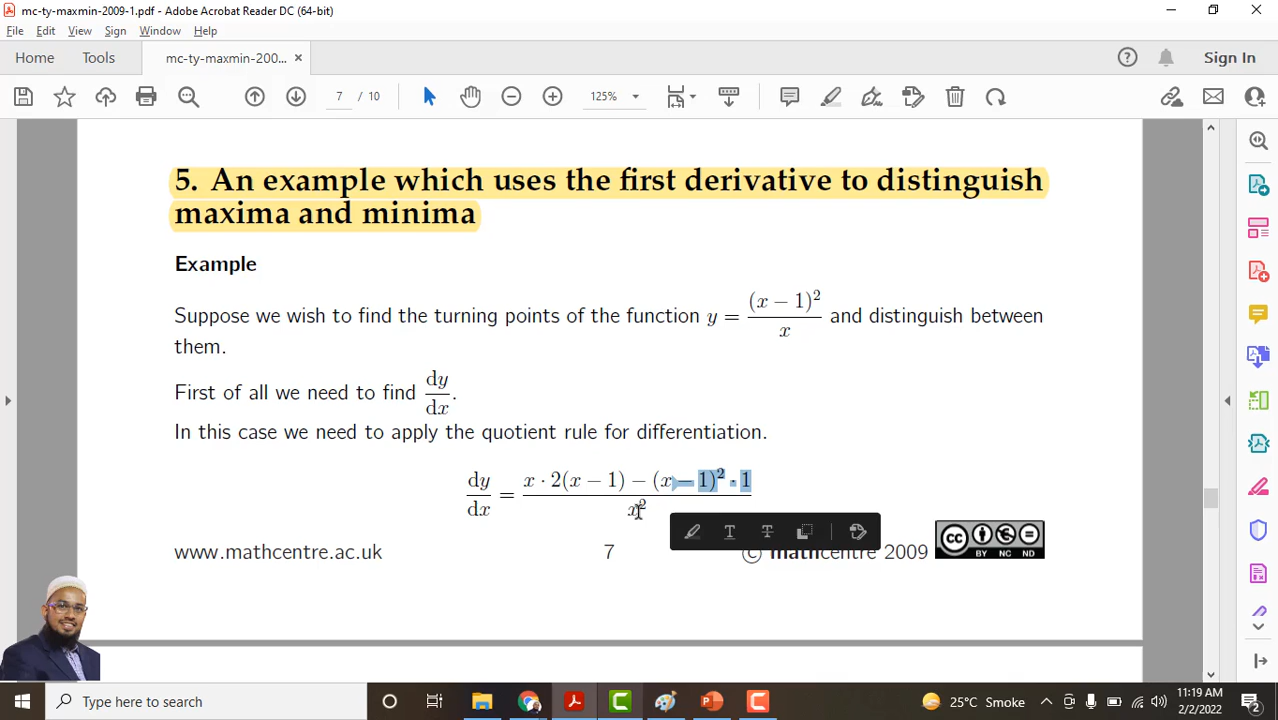 mc-ty-maxmin-2009-1.pdf - Adobe Acrobat Reader DC (64-bit)
File Edit View Sign Window Help
Home Tools mc-ty-maxmin-200... × Sign In
7 / 10 125%
5. An example which uses the first derivative to distinguish
maxima and minima
Example
Suppose we wish to find the turning points of the function y = (x − 1)² / x and distinguish between
them.
First of all we need to find dy/dx.
In this case we need to apply the quotient rule for differentiation.
dy/dx = (x · 2(x − 1) − (x − 1)² · 1) / x²
www.mathcentre.ac.uk 7 © mathcentre 2009 cc BY NC ND
Type here to search 25°C Smoke 11:19 AM
2/2/2022 2